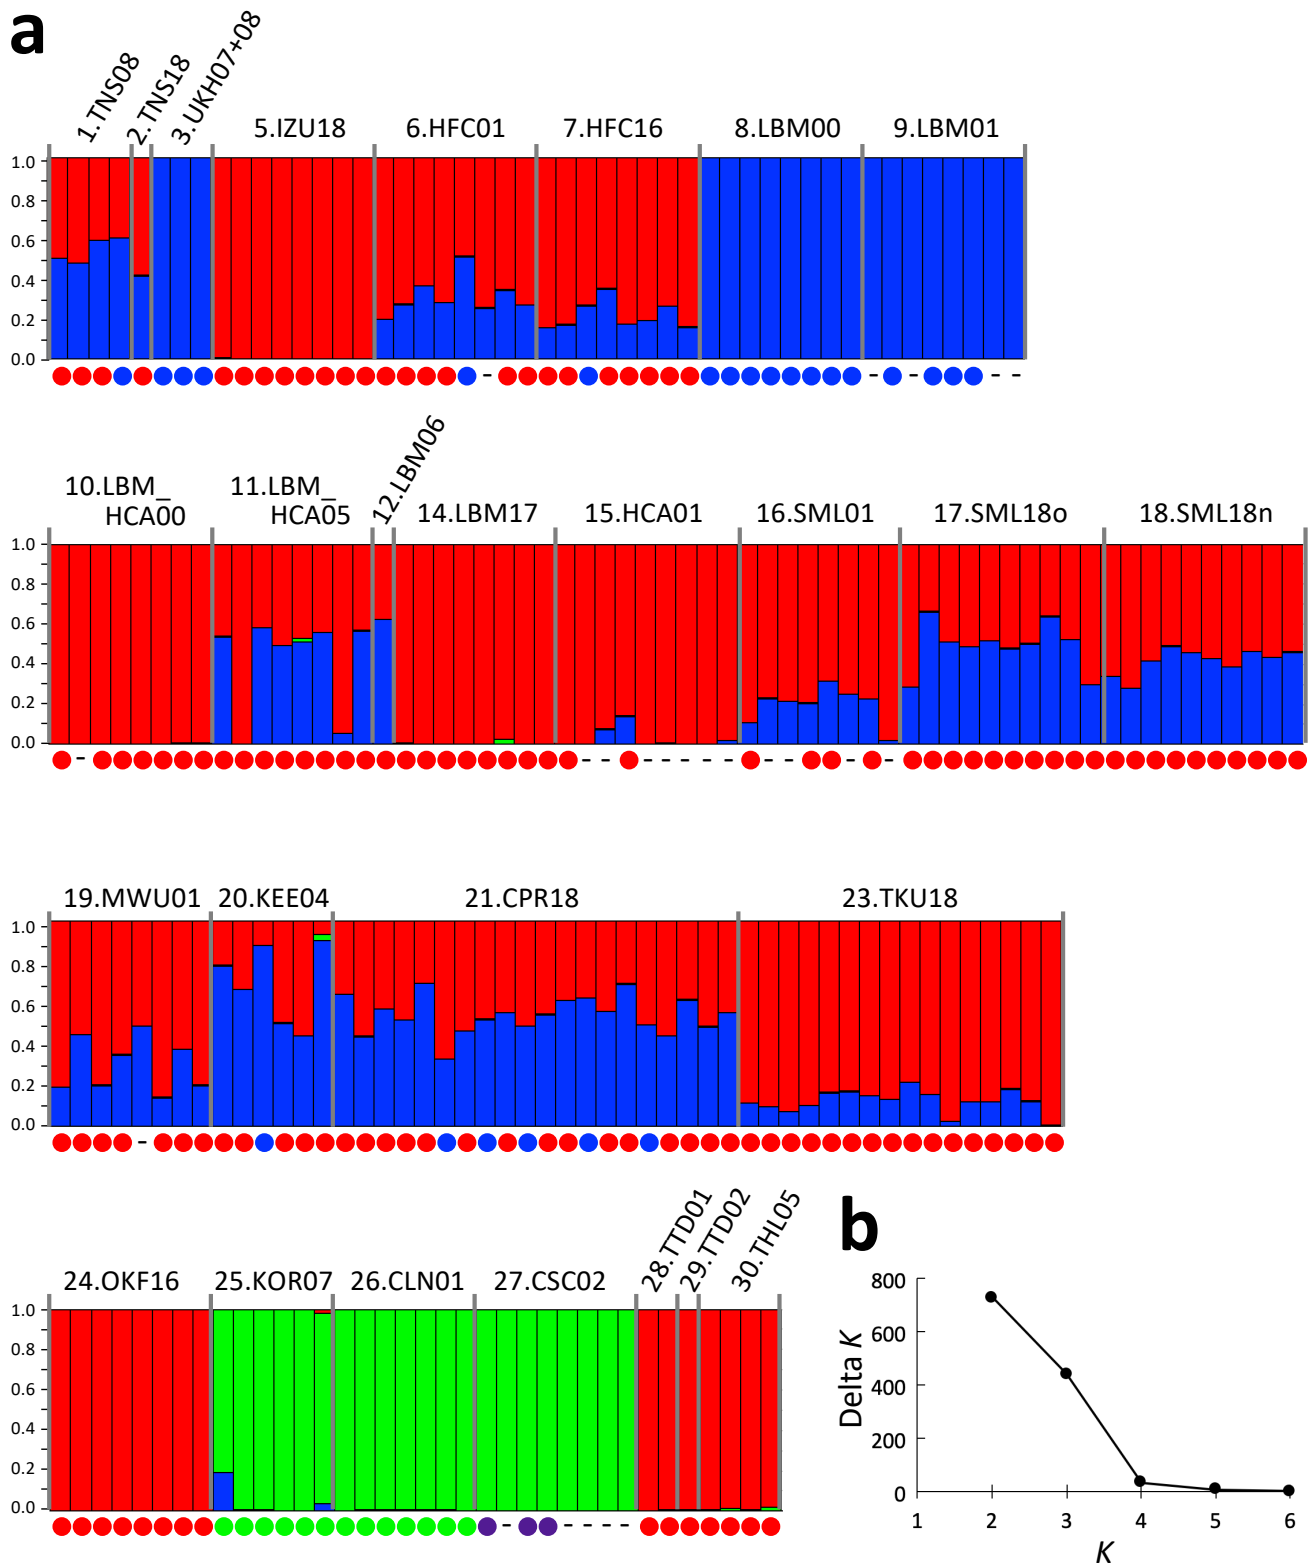 a
1.TNS08
2.TNS18
3.UKH07+08
5.IZU18
6.HFC01
7.HFC16
8.LBM00
9.LBM01
1.0
0.8
0.6
0.4
0.2
0.0
- - - - -
10.LBM_
HCA00
11.LBM_
HCA05
12.LBM06
14.LBM17
15.HCA01
16.SML01
17.SML18o
18.SML18n
1.0
0.8
0.6
0.4
0.2
0.0
- - - - - - - - - - - -
19.MWU01
20.KEE04
21.CPR18
23.TKU18
1.0
0.8
0.6
0.4
0.2
0.0
-
24.OKF16
25.KOR07
26.CLN01
27.CSC02
28.TTD01
29.TTD02
30.THL05
1.0
0.8
0.6
0.4
0.2
0.0
- - - - -
b
Delta K
800
600
400
200
0
1 2 3 4 5 6
K